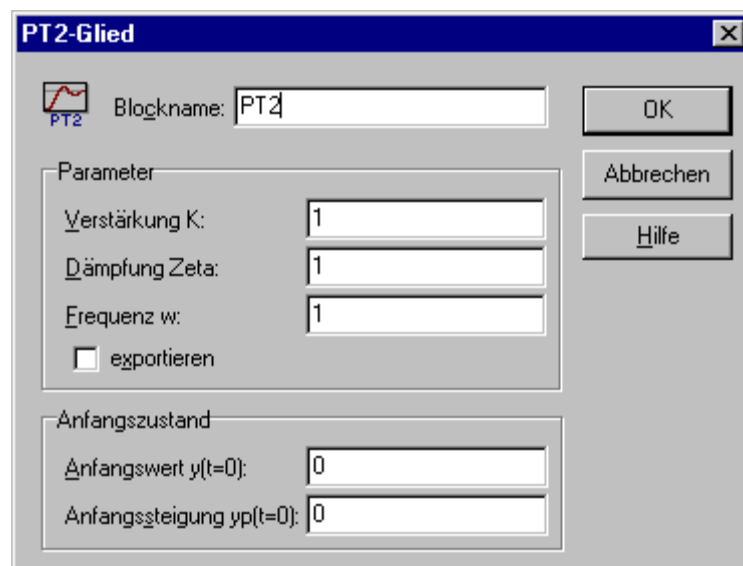 PT2-Glied
PT2
Blockname: PT2
OK
Abbrechen
Hilfe
Parameter
Verstärkung K: 1
Dämpfung Zeta: 1
Frequenz w: 1
exportieren
Anfangszustand
Anfangswert y(t=0): 0
Anfangssteigung yp(t=0): 0